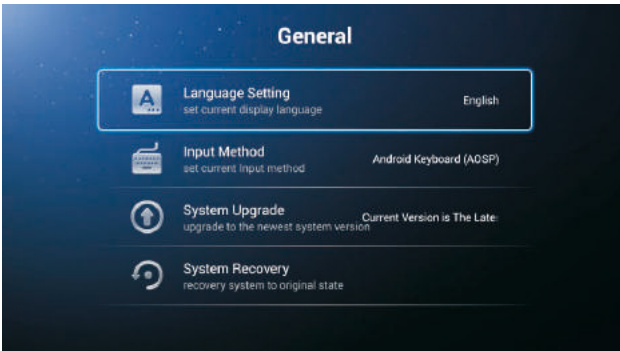 General
Language Setting
set current display language
English
Input Method
set current input method
Android Keyboard (AOSP)
System Upgrade
upgrade to the newest system version
Current Version is The Late
System Recovery
recovery system to original state